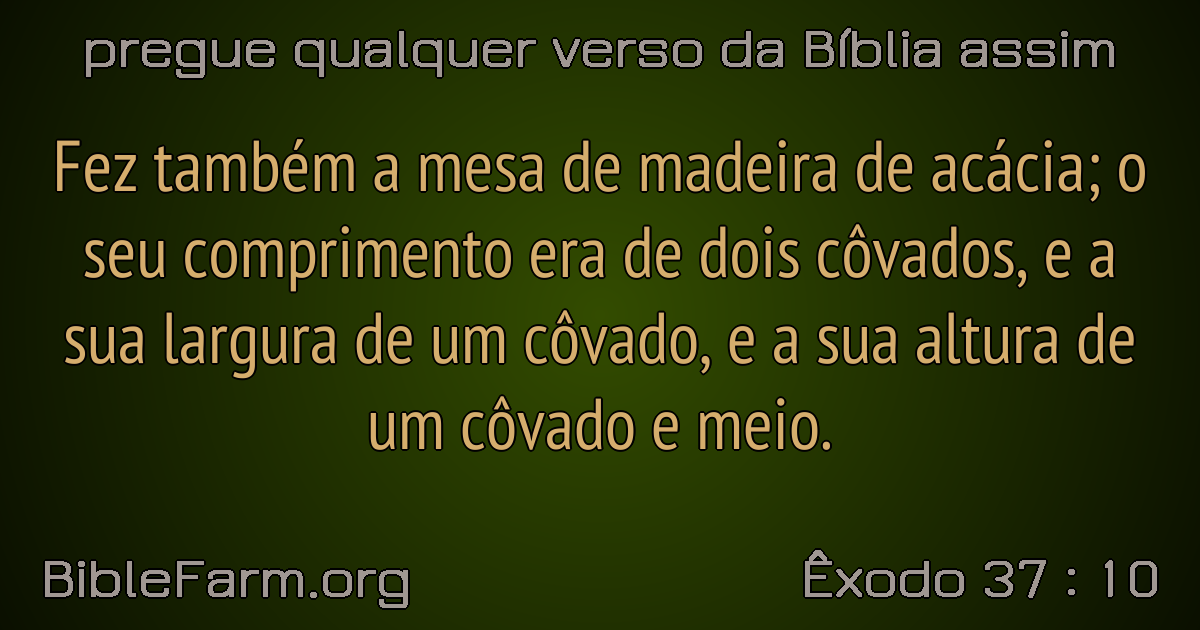 pregue qualquer verso da Bíblia assim
Fez também a mesa de madeira de acácia; o
seu comprimento era de dois côvados, e a
sua largura de um côvado, e a sua altura de
um côvado e meio.
BibleFarm.org
Êxodo 37 : 10